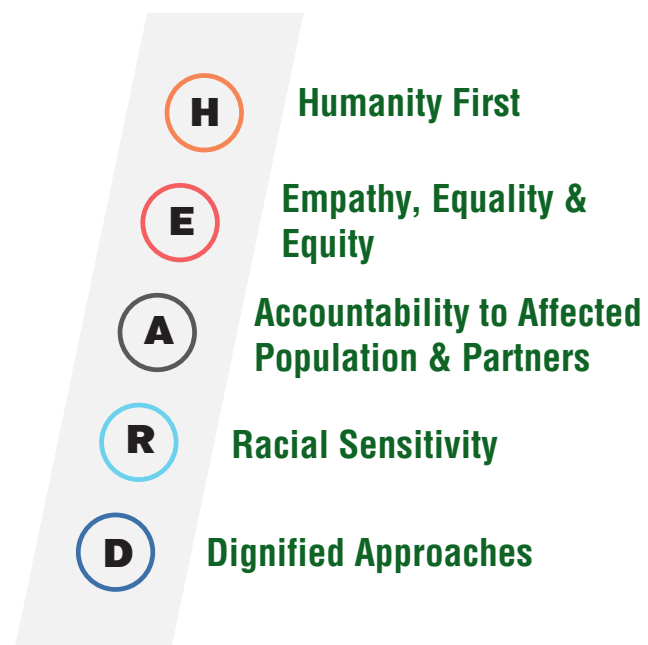 H
Humanity First
E
Empathy, Equality &
Equity
A
Accountability to Affected
Population & Partners
R
Racial Sensitivity
D
Dignified Approaches